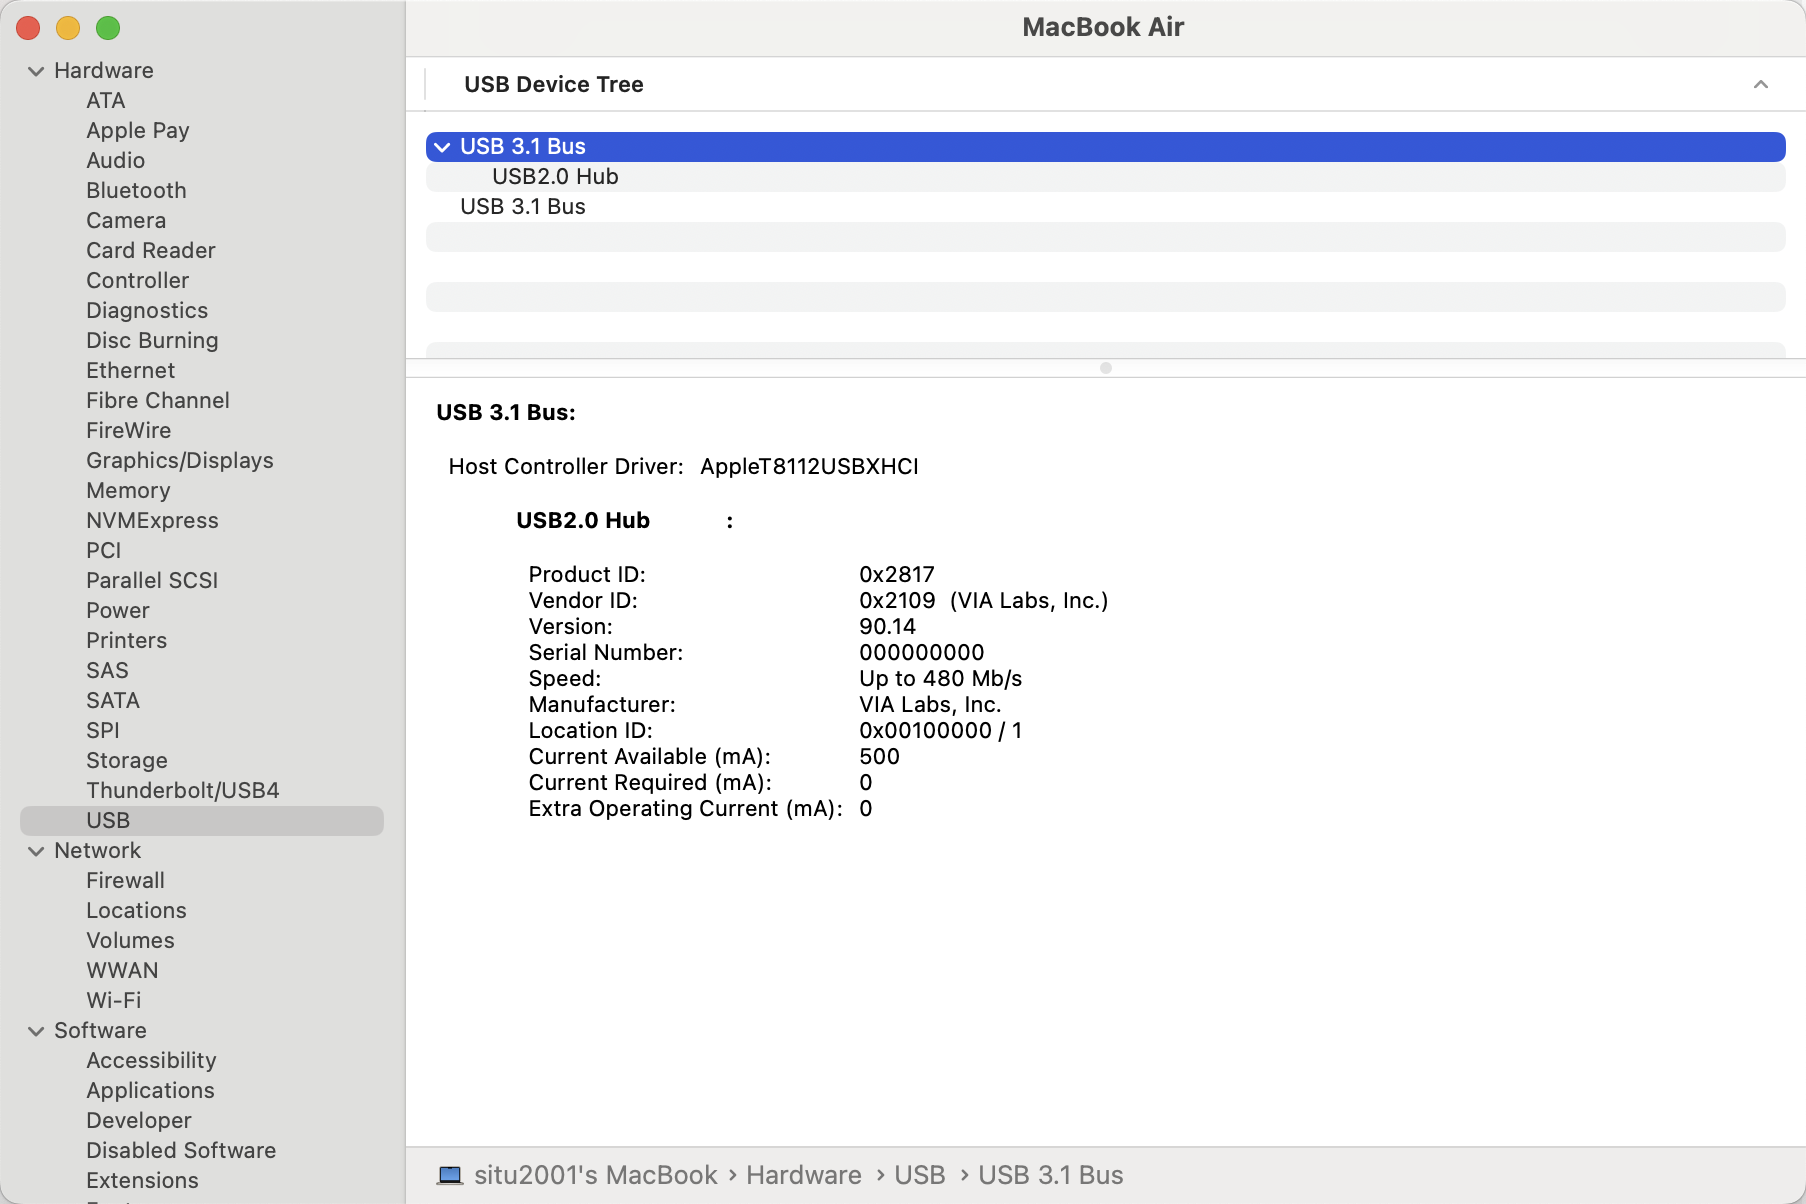 MacBook Air
Hardware
ATA
Apple Pay
Audio
Bluetooth
Camera
Card Reader
Controller
Diagnostics
Disc Burning
Ethernet
Fibre Channel
FireWire
Graphics/Displays
Memory
NVMExpress
PCI
Parallel SCSI
Power
Printers
SAS
SATA
SPI
Storage
Thunderbolt/USB4
USB
Network
Firewall
Locations
Volumes
WWAN
Wi-Fi
Software
Accessibility
Applications
Developer
Disabled Software
Extensions
USB Device Tree
USB 3.1 Bus
USB2.0 Hub
USB 3.1 Bus
USB 3.1 Bus:
Host Controller Driver: AppleT8112USBXHCI
USB2.0 Hub :
Product ID: 0x2817
Vendor ID: 0x2109 (VIA Labs, Inc.)
Version: 90.14
Serial Number: 000000000
Speed: Up to 480 Mb/s
Manufacturer: VIA Labs, Inc.
Location ID: 0x00100000 / 1
Current Available (mA): 500
Current Required (mA): 0
Extra Operating Current (mA): 0
situ2001's MacBook › Hardware › USB › USB 3.1 Bus